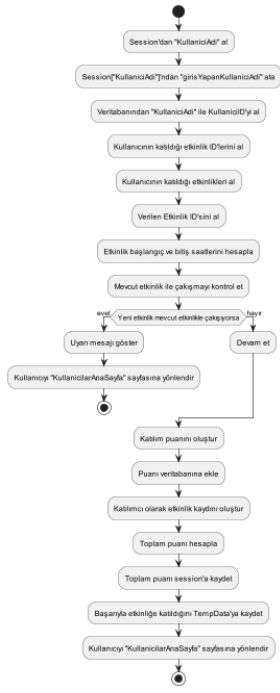 Session'dan "KullaniciAdi" al
Session["KullaniciAdi"]'ndan "girisYapanKullaniciAdi" ata
Veritabanından "KullaniciAdi" ile KullaniciID'yi al
Kullanıcının katıldığı etkinlik ID'lerini al
Kullanıcının katıldığı etkinlikleri al
Verilen Etkinlik ID'sini al
Etkinlik başlangıç ve bitiş saatlerini hesapla
Mevcut etkinlik ile çakışmayı kontrol et
evet
Yeni etkinlik mevcut etkinlikle çakışıyorsa
hayır
Uyarı mesajı göster
Devam et
Kullanıcıyı "KullanicilarAnaSayfa" sayfasına yönlendir
Katılım puanını oluştur
Puanı veritabanına ekle
Katılımcı olarak etkinlik kaydını oluştur
Toplam puanı hesapla
Toplam puanı session'a kaydet
Başarıyla etkinliğe katıldığını TempData'ya kaydet
Kullanıcıyı "KullanicilarAnaSayfa" sayfasına yönlendir